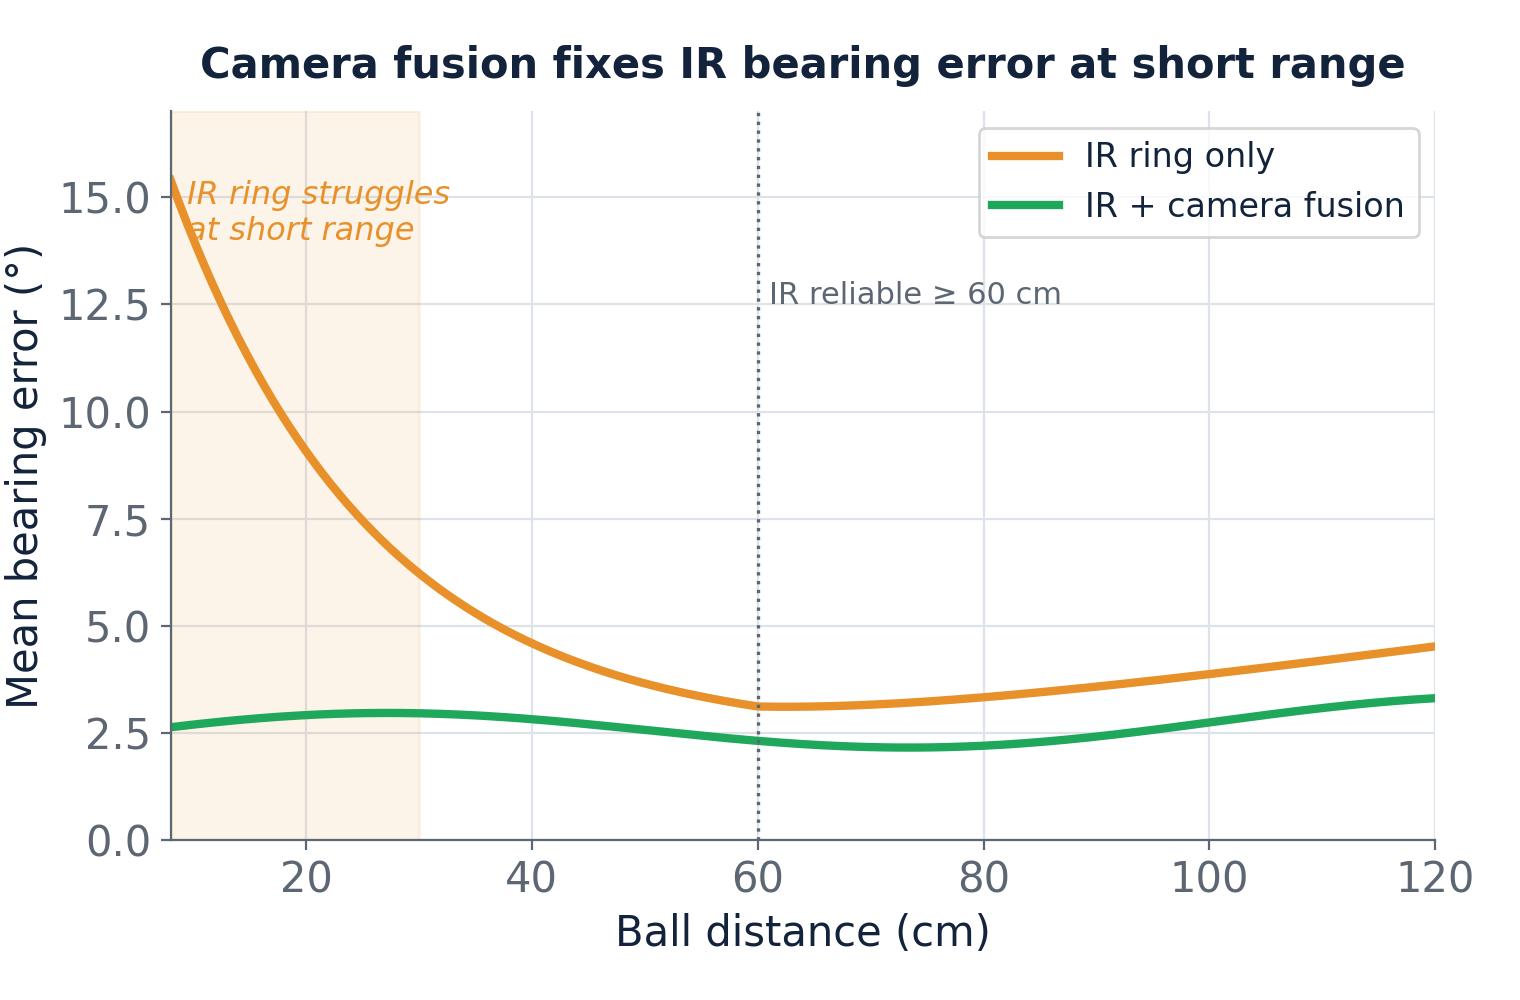 Camera fusion fixes IR bearing error at short range
IR ring only
IR + camera fusion
IR ring struggles
at short range
IR reliable ≥ 60 cm
Mean bearing error (°)
15.0
12.5
10.0
7.5
5.0
2.5
0.0
20 40 60 80 100 120
Ball distance (cm)